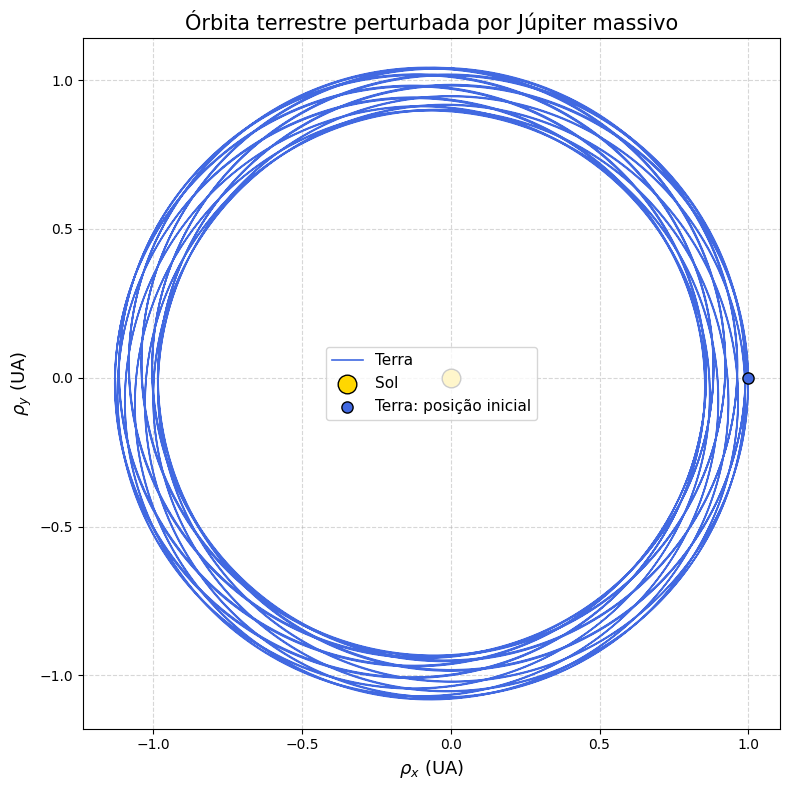 Órbita terrestre perturbada por Júpiter massivo
1.0
0.5
0.0
−0.5
−1.0
ρy (UA)
Terra
Sol
Terra: posição inicial
−1.0
−0.5
0.0
0.5
1.0
ρx (UA)